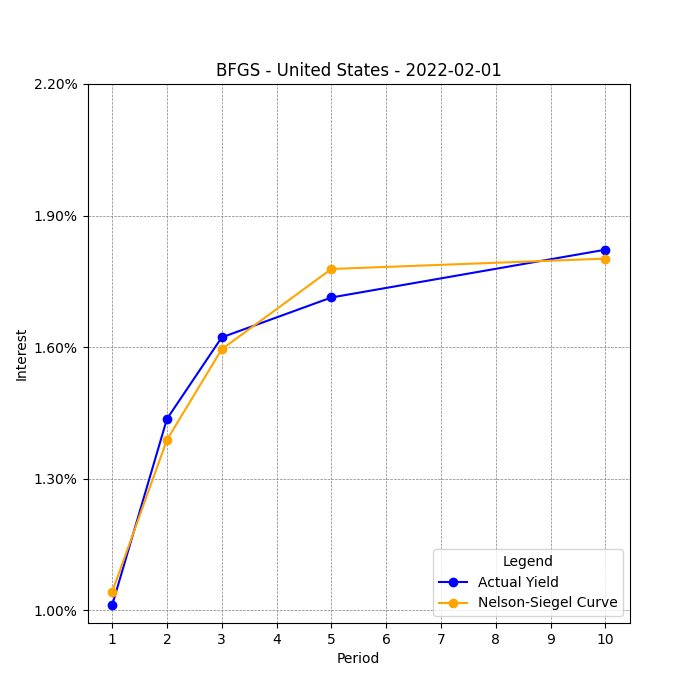 BFGS - United States - 2022-02-01
2.20%
1.90%
1.60%
1.30%
1.00%
Interest
Legend
Actual Yield
Nelson-Siegel Curve
1 2 3 4 5 6 7 8 9 10
Period